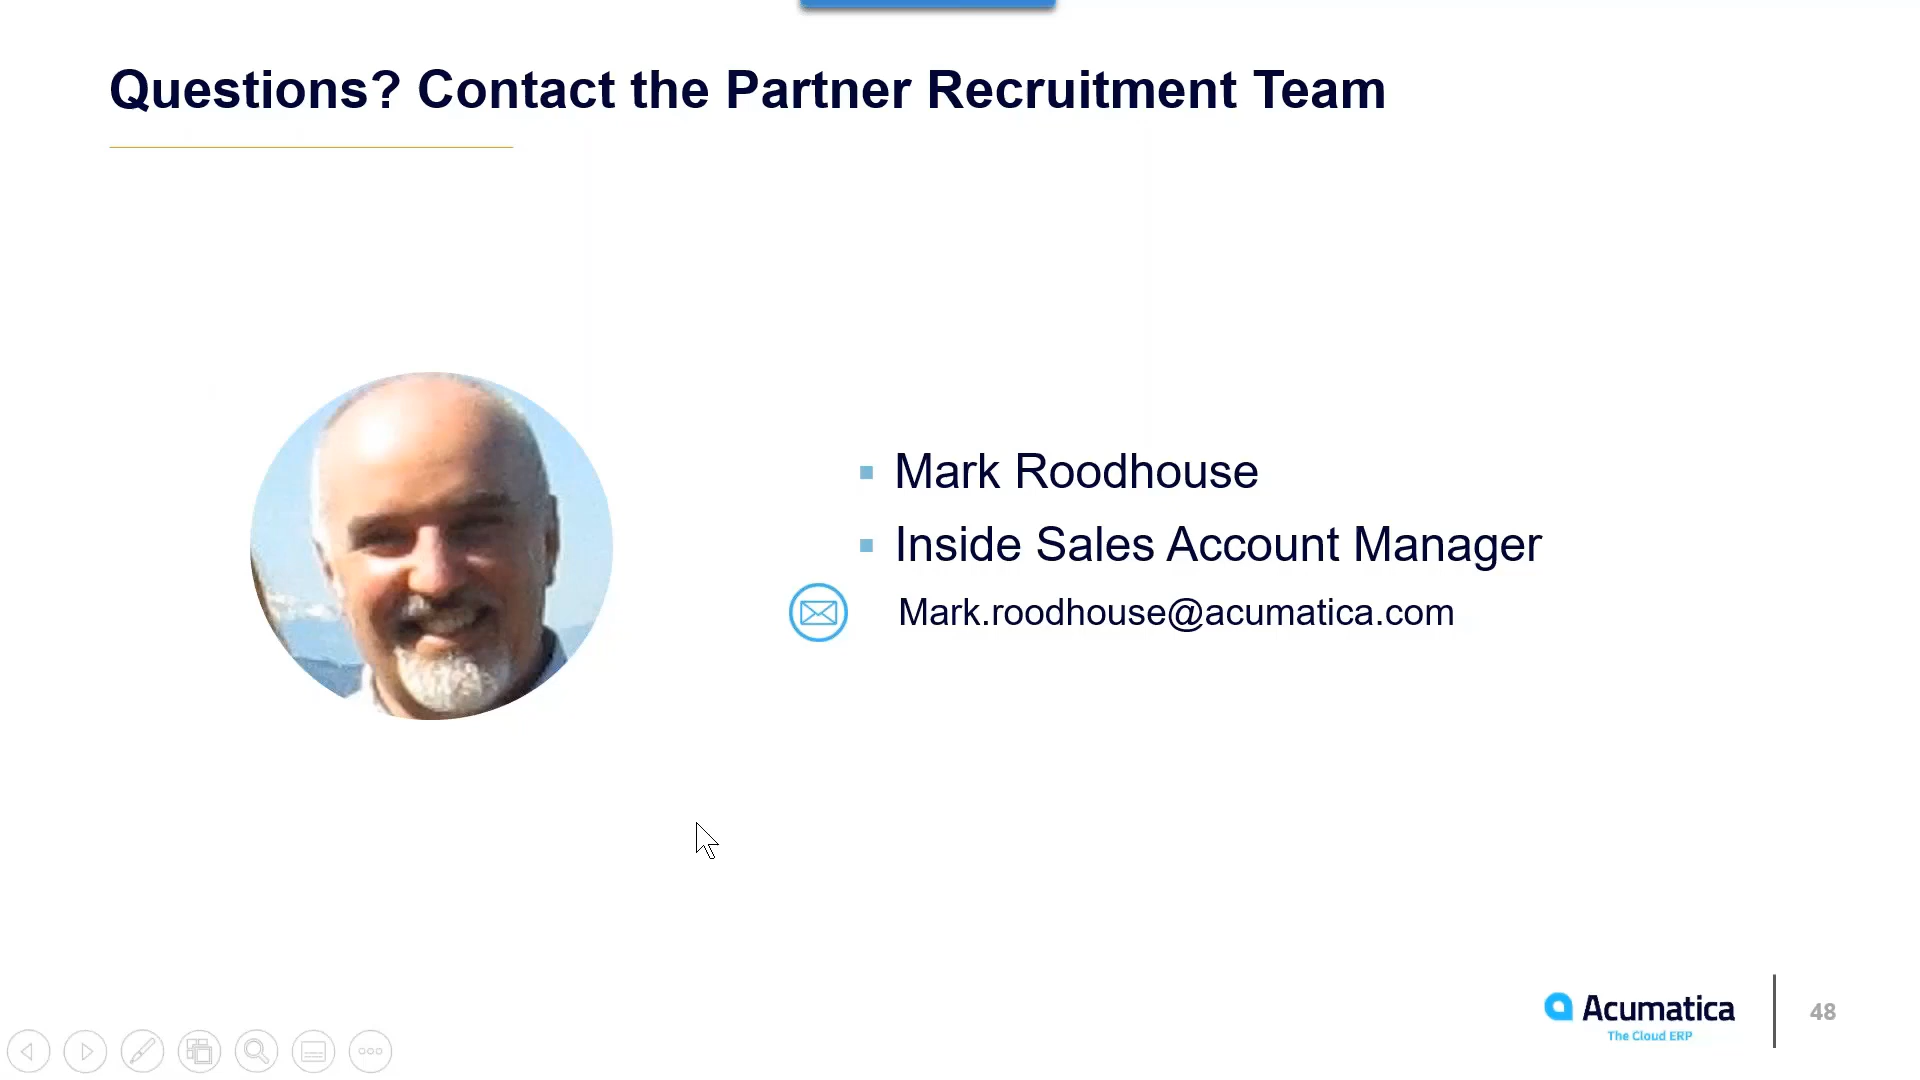 Questions? Contact the Partner Recruitment Team
Mark Roodhouse
Inside Sales Account Manager
Mark.roodhouse@acumatica.com
Acumatica
The Cloud ERP
48